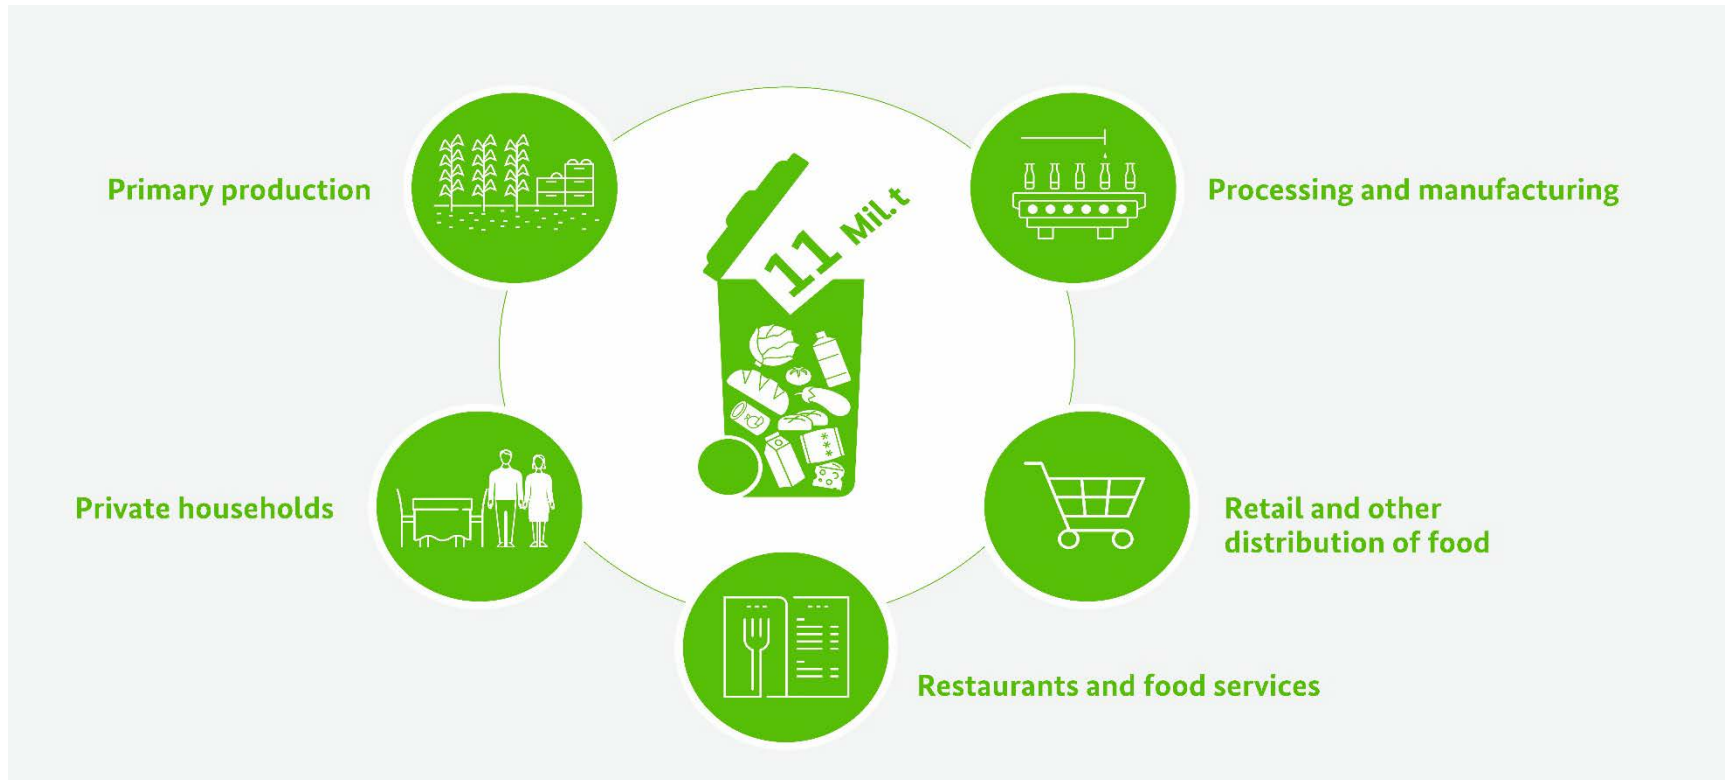 Primary production
11 Mil.t
Processing and manufacturing
Private households
Retail and other
distribution of food
Restaurants and food services